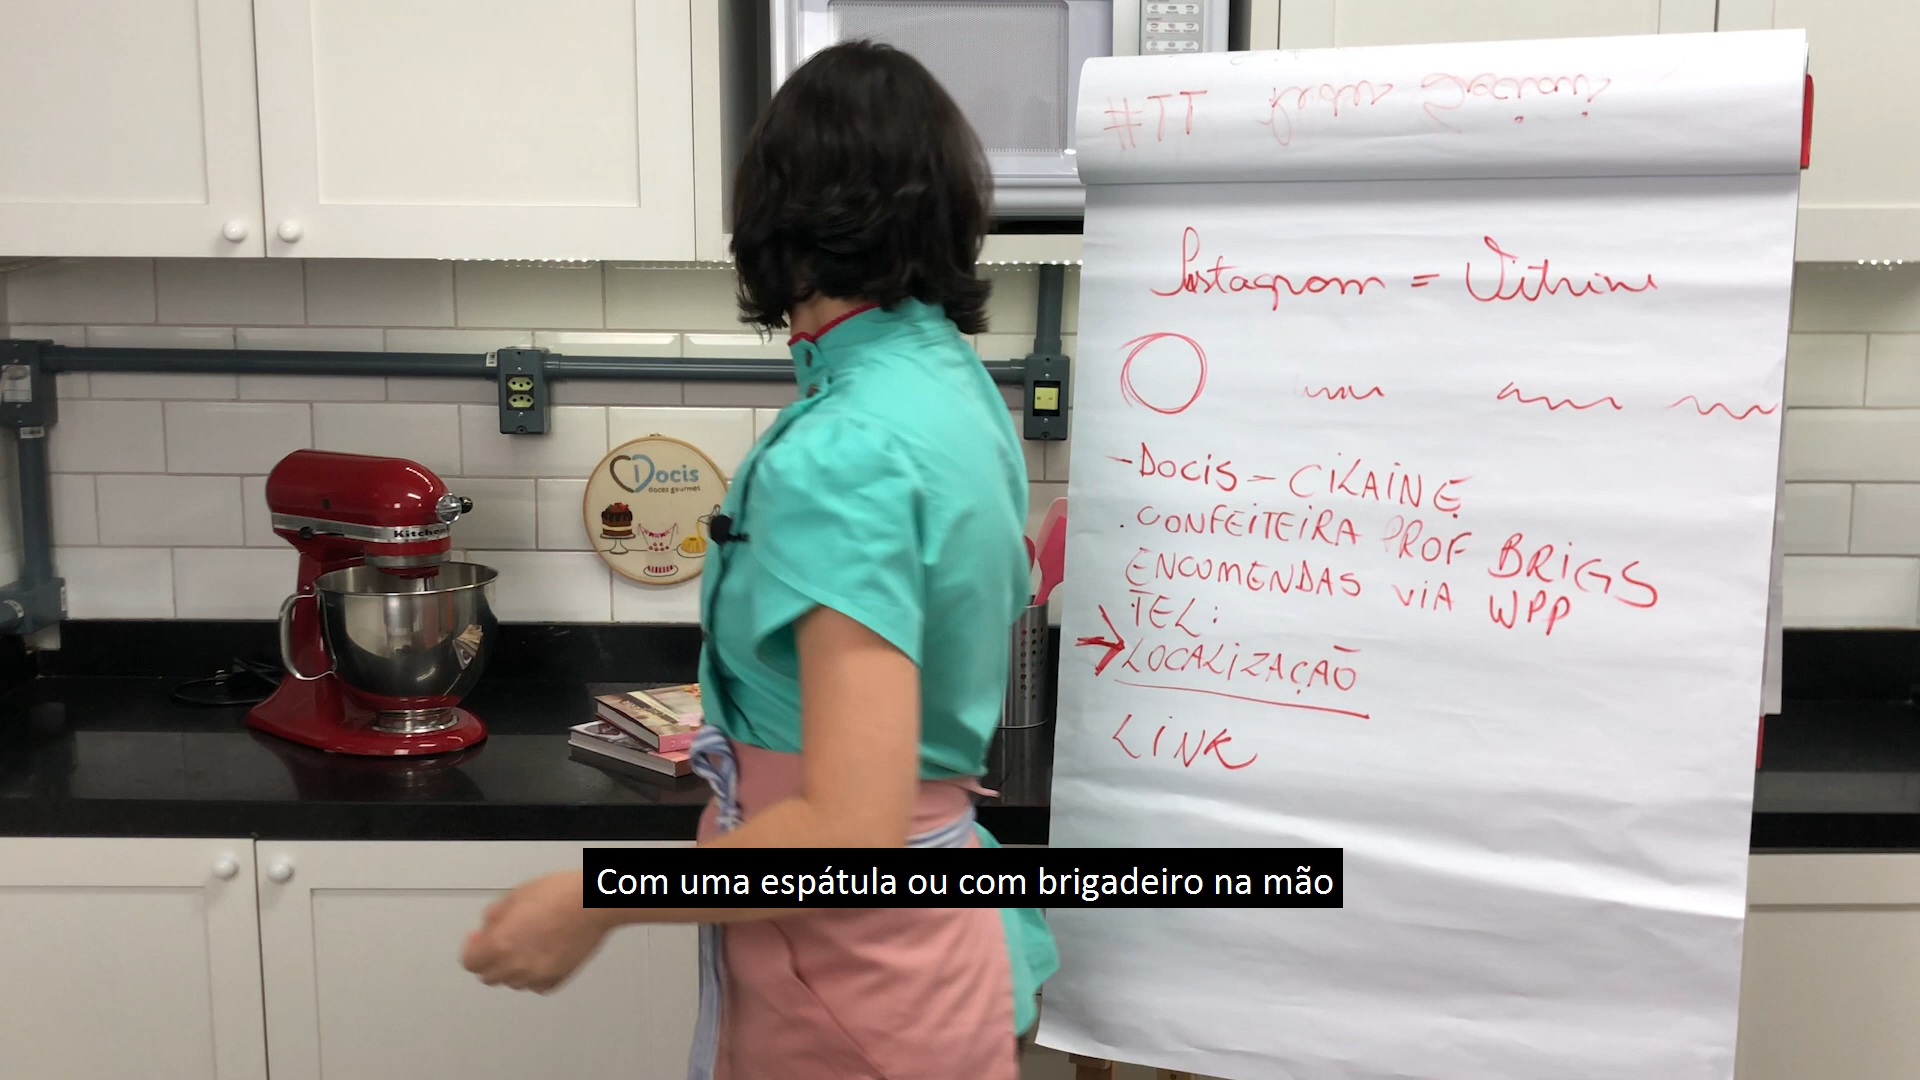 #TT
Instagram = Vitrine
- DOCIS - CILAINE
. CONFEITEIRA PROF BRIGS
ENCOMENDAS VIA WPP
TEL:
LOCALIZAÇÃO
LINK
Docis
doces gourmet
Kitchen
Com uma espátula ou com brigadeiro na mão